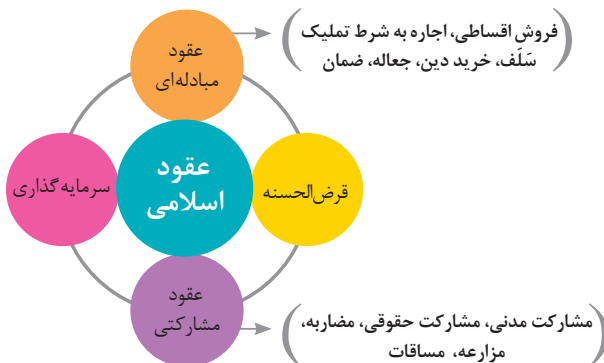 فروش اقساطی، اجاره به شرط تملیک
سَلَف، خرید دین، جعاله، ضمان
عقود
مبادله‌ای
عقود
اسلامی
قرض‌الحسنه
سرمایه‌گذاری
عقود
مشارکتی
مشارکت مدنی، مشارکت حقوقی، مضاربه،
مزارعه، مساقات